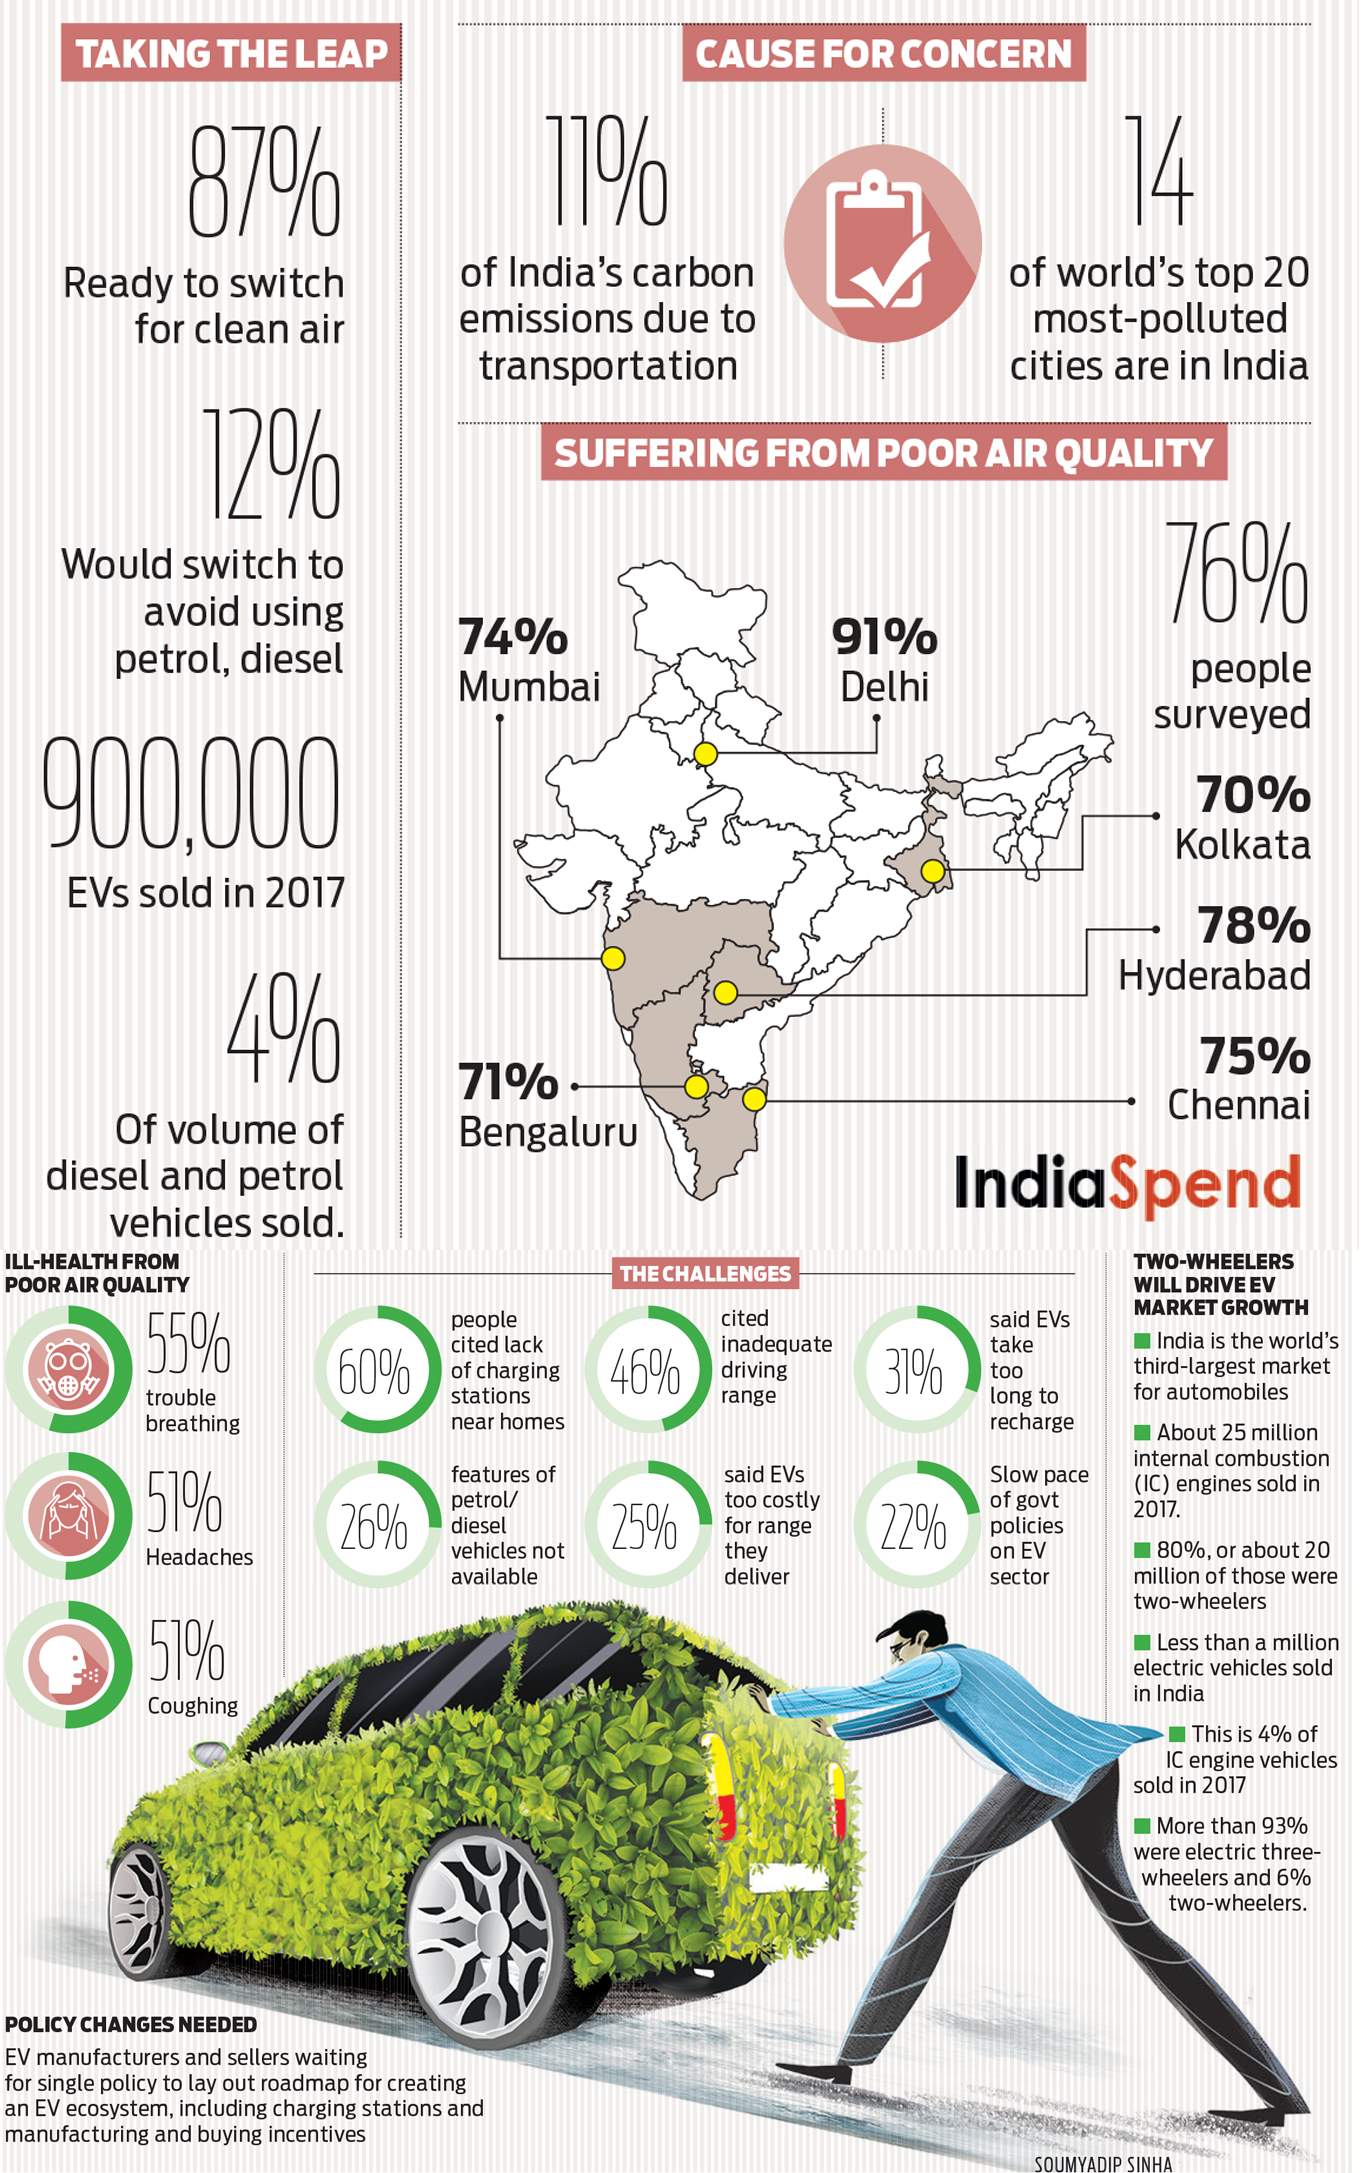 TAKING THE LEAP
87%
Ready to switch
for clean air
12%
Would switch to
avoid using
petrol, diesel
900,000
EVs sold in 2017
4%
Of volume of
diesel and petrol
vehicles sold.
CAUSE FOR CONCERN
11%
of India's carbon
emissions due to
transportation
14
of world's top 20
most-polluted
cities are in India
SUFFERING FROM POOR AIR QUALITY
76%
people
surveyed
74%
Mumbai
91%
Delhi
70%
Kolkata
78%
Hyderabad
75%
Chennai
71%
Bengaluru
IndiaSpend
ILL-HEALTH FROM
POOR AIR QUALITY
55%
trouble
breathing
51%
Headaches
51%
Coughing
THE CHALLENGES
60%
people
cited lack
of charging
stations
near homes
46%
cited
inadequate
driving
range
31%
said EVs
take
too
long to
recharge
26%
features of
petrol/
diesel
vehicles not
available
25%
said EVs
too costly
for range
they
deliver
22%
Slow pace
of govt
policies
on EV
sector
TWO-WHEELERS
WILL DRIVE EV
MARKET GROWTH
India is the world's
third-largest market
for automobiles
About 25 million
internal combustion
(IC) engines sold in
2017.
80%, or about 20
million of those were
two-wheelers
Less than a million
electric vehicles sold
in India
This is 4% of
IC engine vehicles
sold in 2017
More than 93%
were electric three-
wheelers and 6%
two-wheelers.
POLICY CHANGES NEEDED
EV manufacturers and sellers waiting
for single policy to lay out roadmap for creating
an EV ecosystem, including charging stations and
manufacturing and buying incentives
SOUMYADIP SINHA